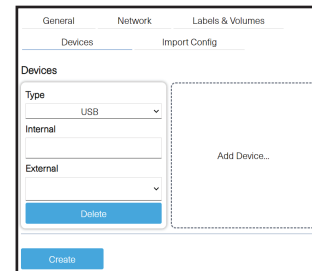 General Network Labels & Volumes
Devices Import Config
Devices
Type
USB
Internal
Add Device...
External
Delete
Create